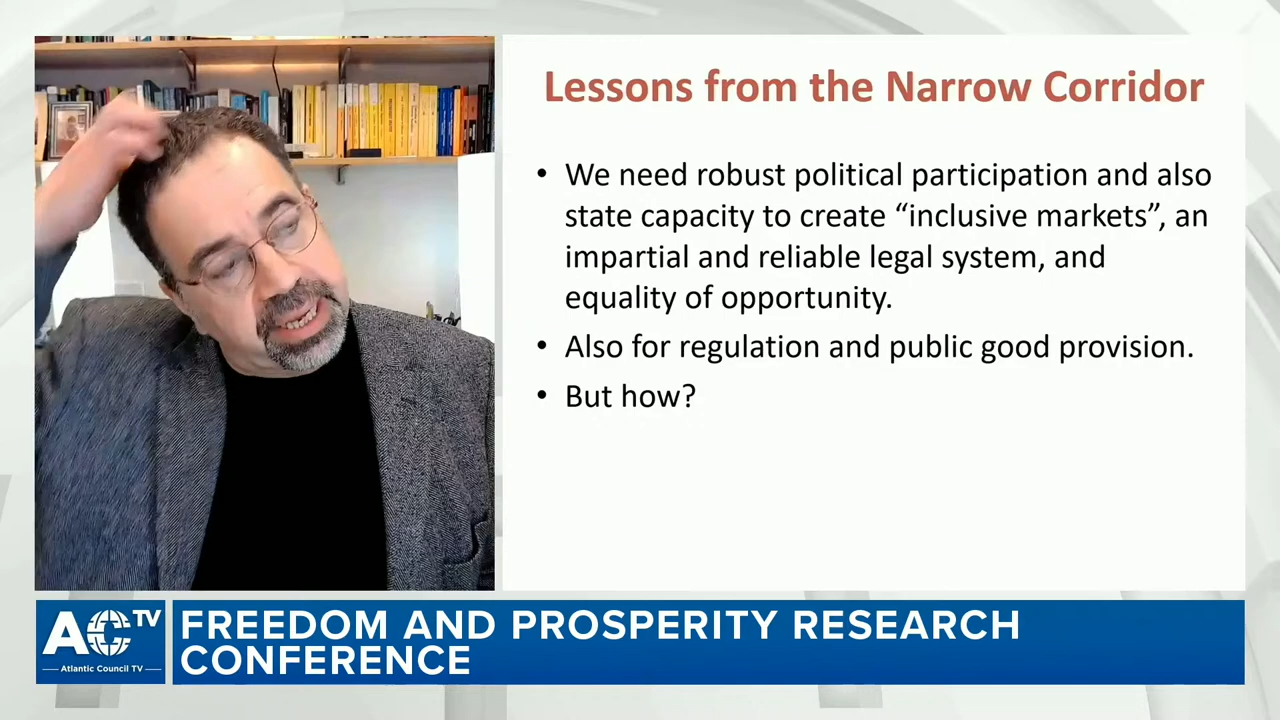 Lessons from the Narrow Corridor
• We need robust political participation and also
state capacity to create “inclusive markets”, an
impartial and reliable legal system, and
equality of opportunity.
• Also for regulation and public good provision.
• But how?
AC TV
Atlantic Council TV
FREEDOM AND PROSPERITY RESEARCH
CONFERENCE